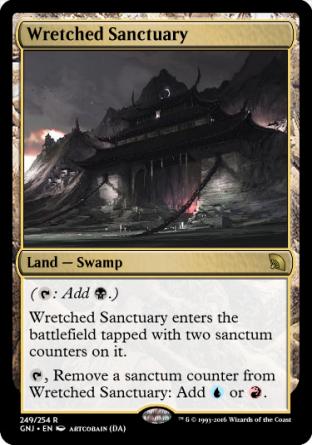 Wretched Sanctuary
Land — Swamp
(: Add .)
Wretched Sanctuary enters the
battlefield tapped with two sanctum
counters on it.
, Remove a sanctum counter from
Wretched Sanctuary: Add or .
249/254 R
GNJ • EN ARTCOBAIN (DA)
™ & © 1993-2016 Wizards of the Coast